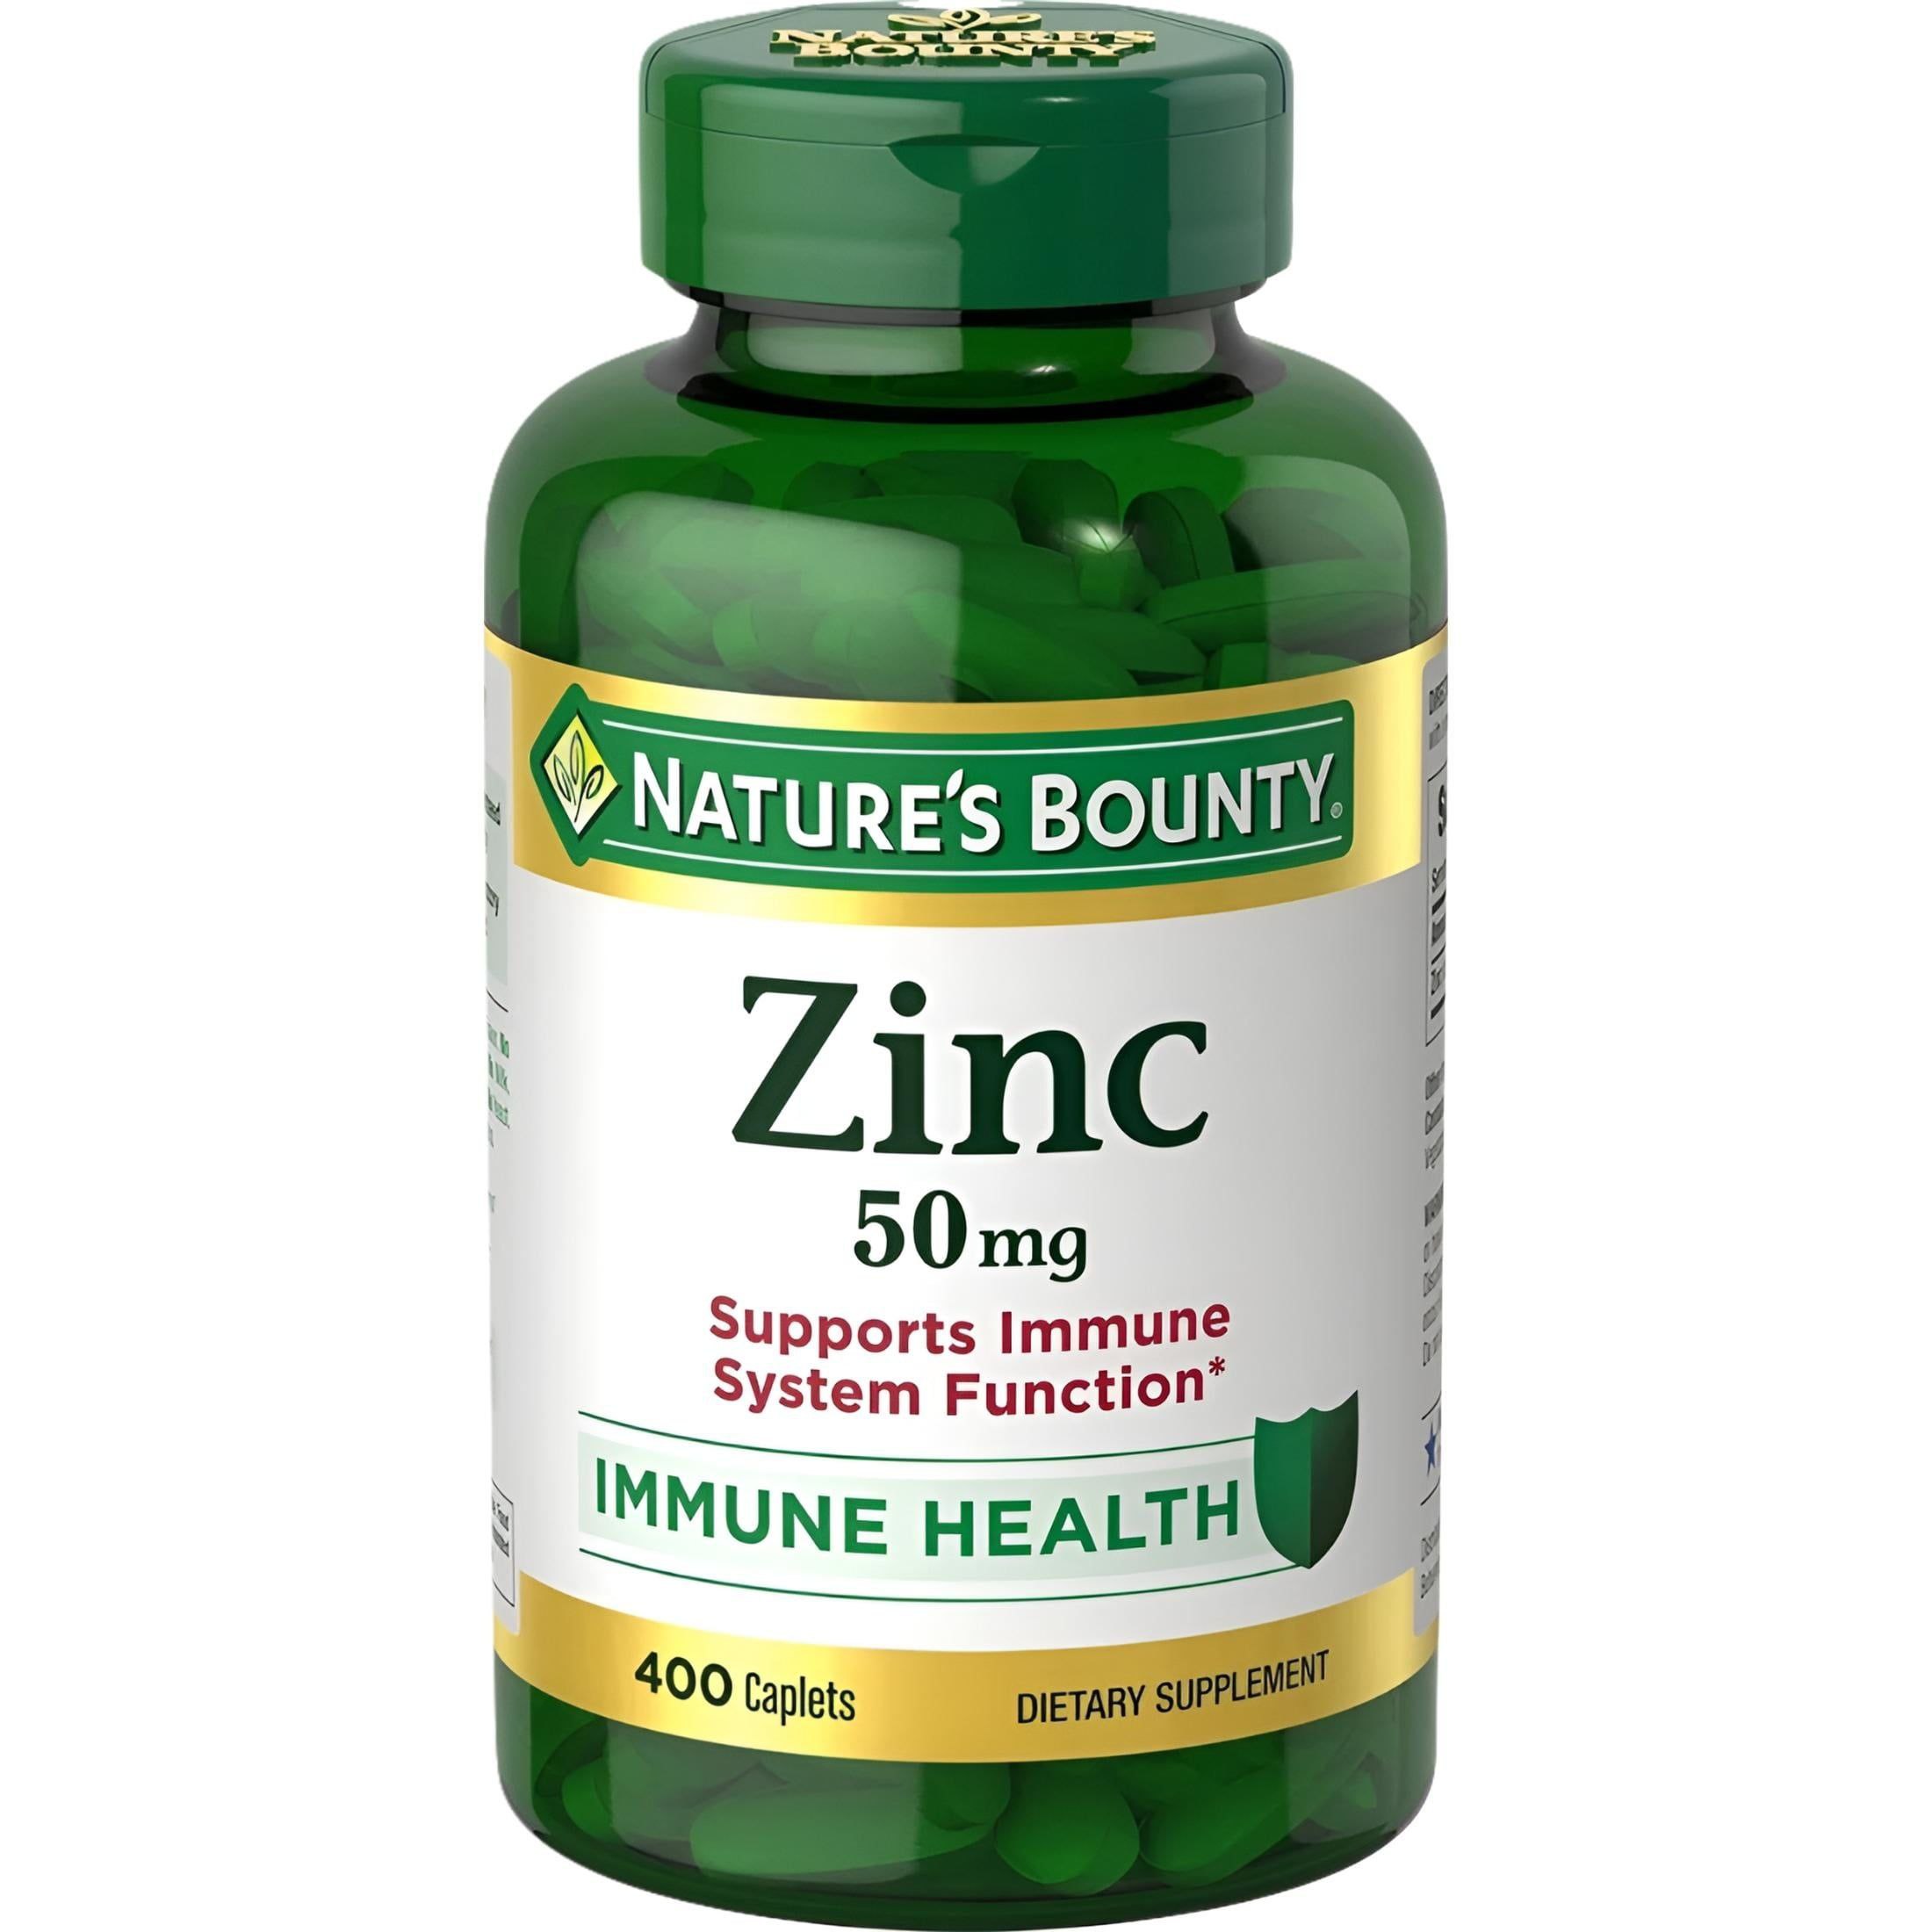 NATURE'S
BOUNTY
NATURE'S BOUNTY®
Zinc
50 mg
Supports Immune
System Function*
IMMUNE HEALTH
400 Caplets
DIETARY SUPPLEMENT